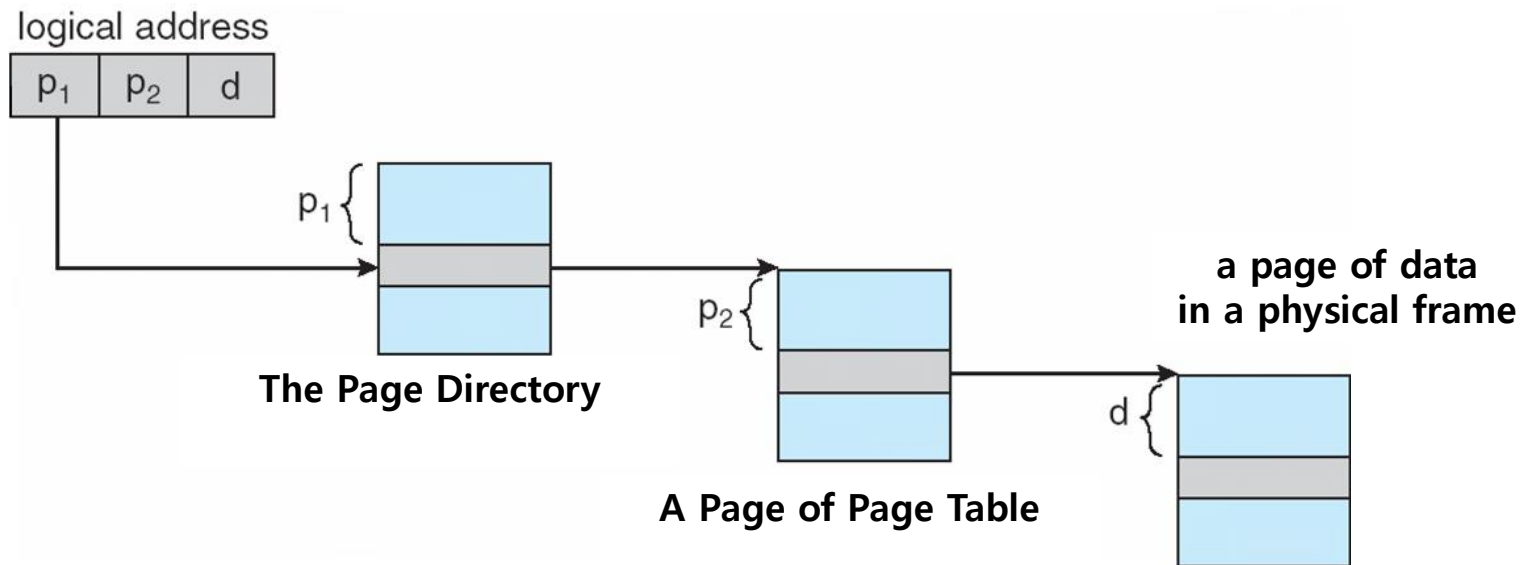 logical address
p₁ p₂ d
p₁
The Page Directory
p₂
A Page of Page Table
a page of data
in a physical frame
d